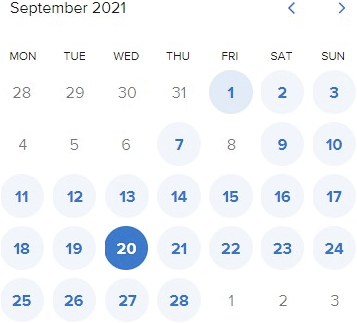 September 2021
MON TUE WED THU FRI SAT SUN
28 29 30 31 1 2 3
4 5 6 7 8 9 10
11 12 13 14 15 16 17
18 19 20 21 22 23 24
25 26 27 28 1 2 3